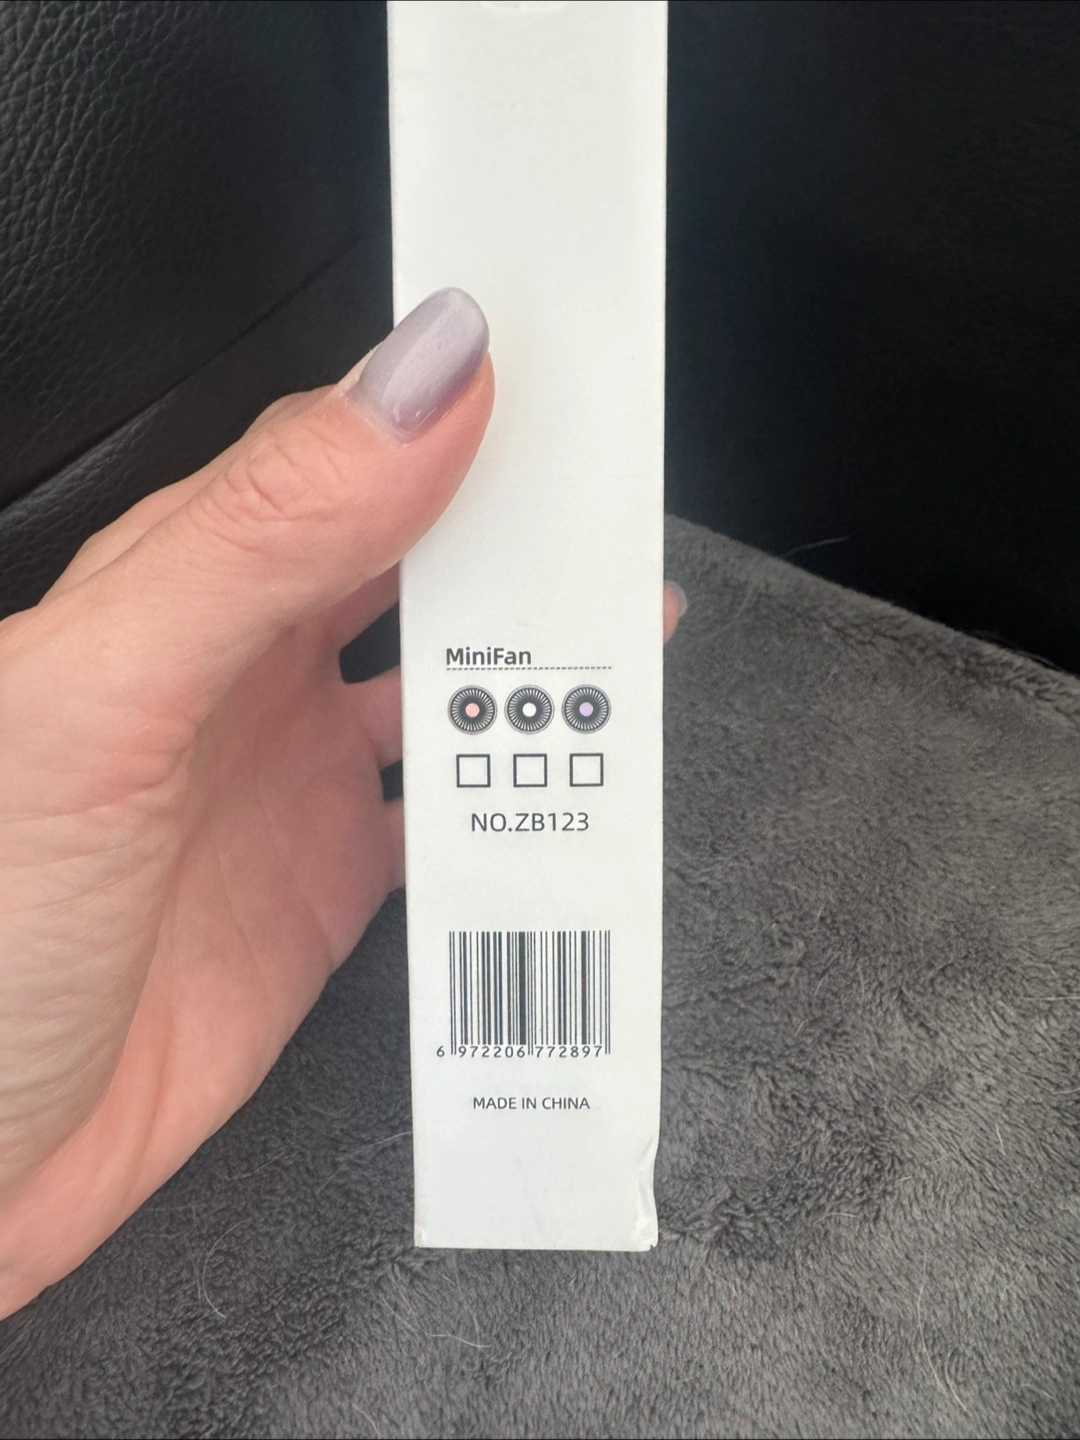 MiniFan
NO.ZB123
6 972206 772897
MADE IN CHINA